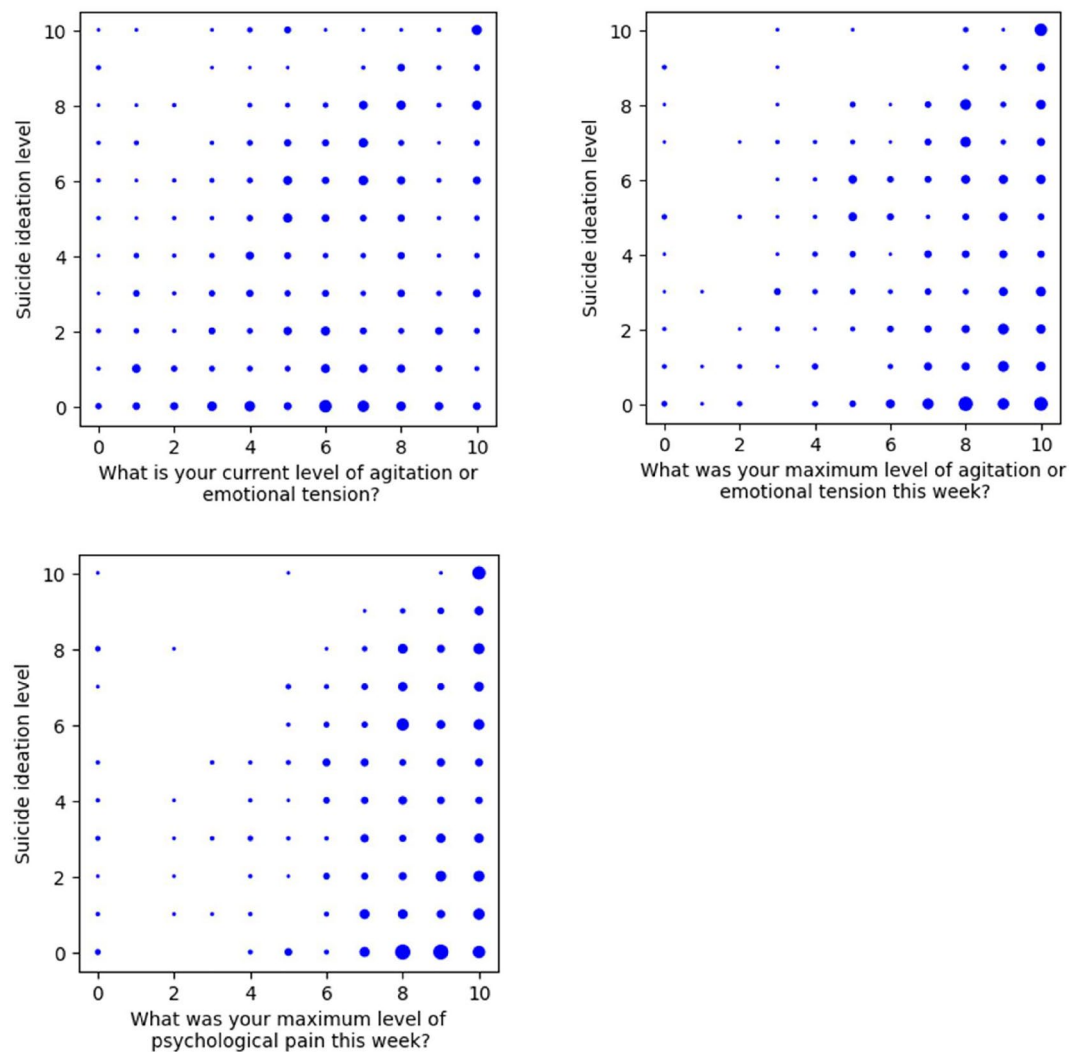 10
8
6
4
2
0
Suicide ideation level
0 2 4 6 8 10
What is your current level of agitation or
emotional tension?
10
8
6
4
2
0
Suicide ideation level
0 2 4 6 8 10
What was your maximum level of agitation or
emotional tension this week?
10
8
6
4
2
0
Suicide ideation level
0 2 4 6 8 10
What was your maximum level of
psychological pain this week?